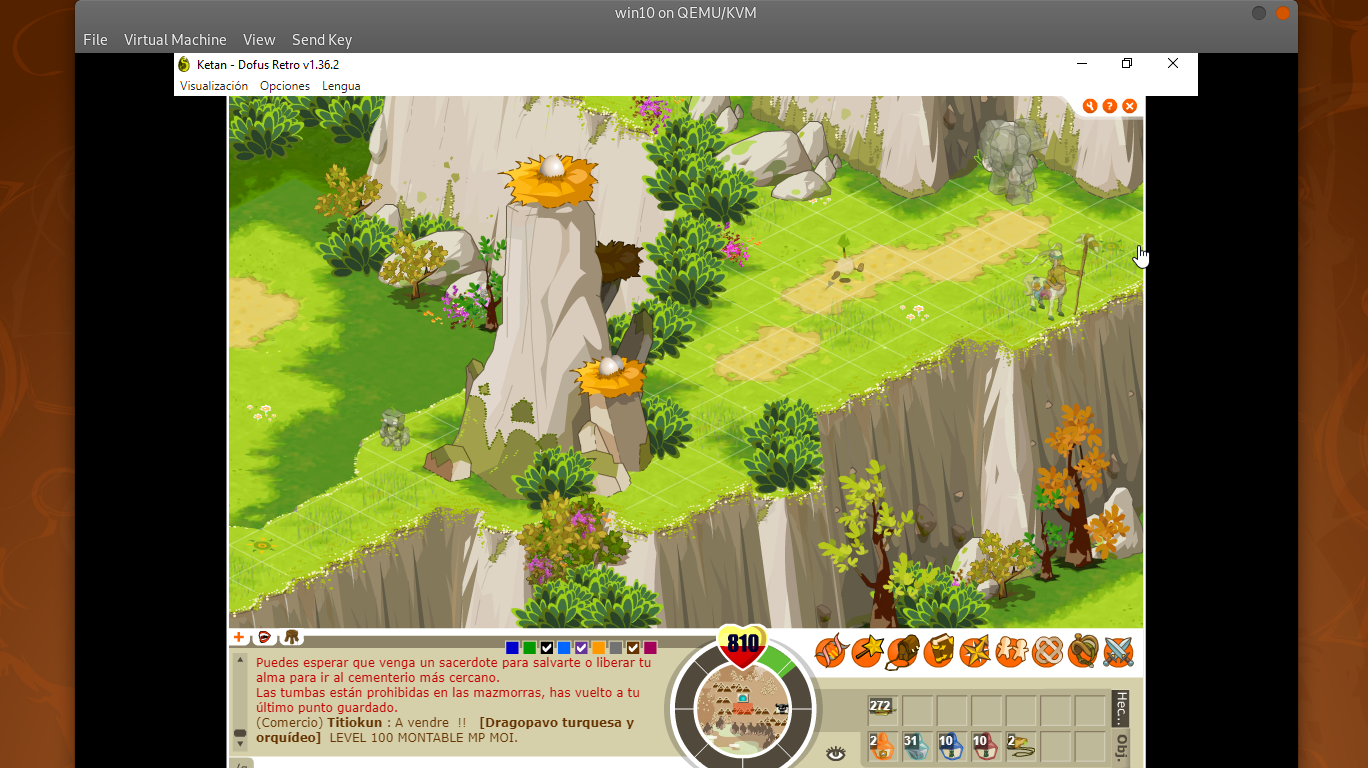 win10 on QEMU/KVM
File Virtual Machine View Send Key
Ketan - Dofus Retro v1.36.2
Visualización Opciones Lengua
810
Puedes esperar que venga un sacerdote para salvarte o liberar tu
alma para ir al cementerio más cercano.
Las tumbas están prohibidas en las mazmorras, has vuelto a tu
último punto guardado.
(Comercio) Titiokun : A vendre !! [Dragopavo turquesa y
orquídeo] LEVEL 100 MONTABLE MP MOI.
272
Hec...
2 31 10 10 2
Obj.